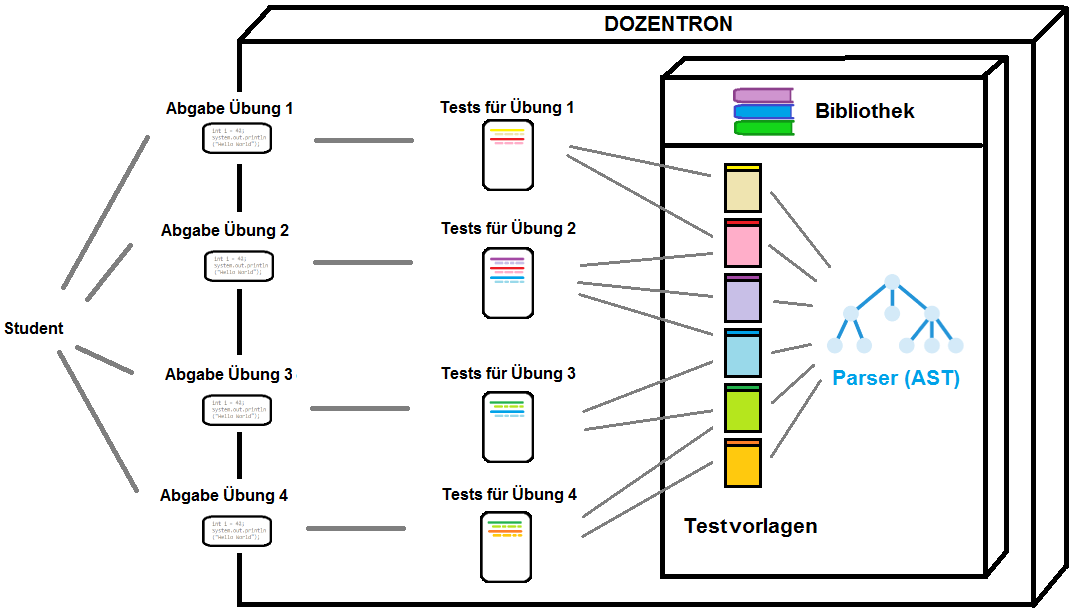 DOZENTRON
Bibliothek
Abgabe Übung 1
int i = 42;
system.out.println
("Hello World");
Tests für Übung 1
Abgabe Übung 2
int i = 42;
system.out.println
("Hello World");
Tests für Übung 2
Student
Abgabe Übung 3
int i = 42;
system.out.println
("Hello World");
Tests für Übung 3
Parser (AST)
Abgabe Übung 4
int i = 42;
system.out.println
("Hello World");
Tests für Übung 4
Testvorlagen